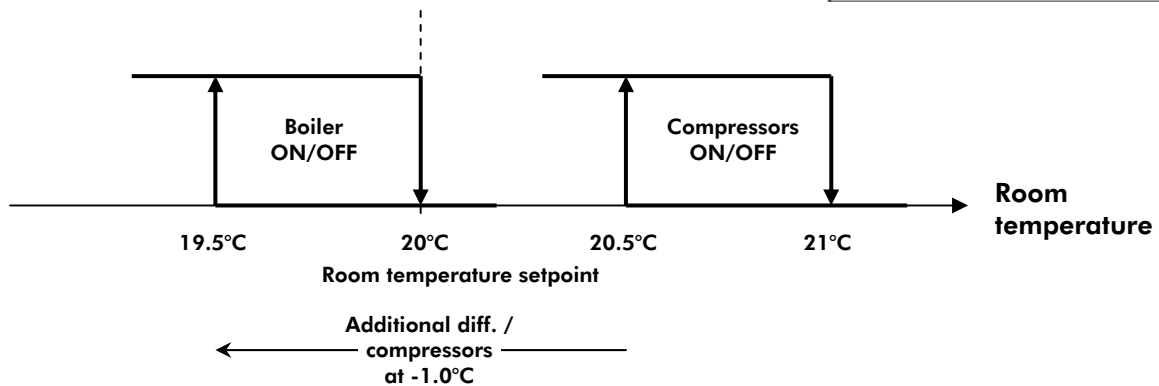 Boiler
ON/OFF
Compressors
ON/OFF
Room
temperature
19.5°C
20°C
20.5°C
21°C
Room temperature setpoint
Additional diff. /
compressors
at -1.0°C